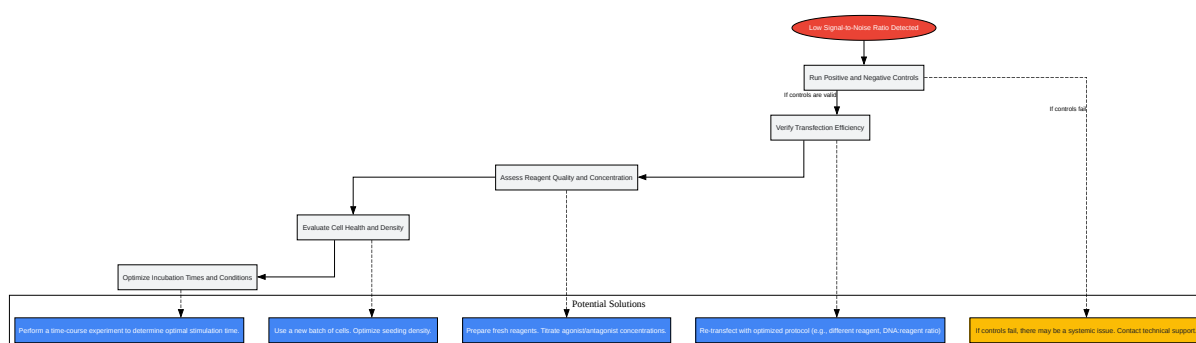 Low Signal-to-Noise Ratio Detected
Run Positive and Negative Controls
If controls are valid
If controls fail
Verify Transfection Efficiency
Assess Reagent Quality and Concentration
Evaluate Cell Health and Density
Optimize Incubation Times and Conditions
Potential Solutions
Perform a time-course experiment to determine optimal stimulation time.
Use a new batch of cells. Optimize seeding density.
Prepare fresh reagents. Titrate agonist/antagonist concentrations.
Re-transfect with optimized protocol (e.g., different reagent, DNA:reagent ratio)
If controls fail, there may be a systemic issue. Contact technical support.